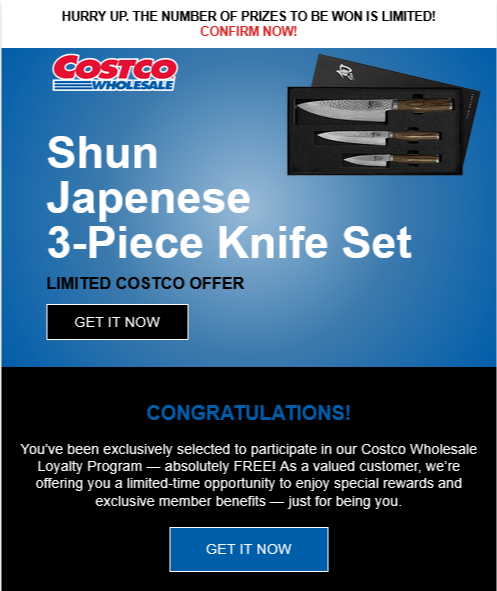 HURRY UP. THE NUMBER OF PRIZES TO BE WON IS LIMITED!
CONFIRM NOW!
COSTCO
WHOLESALE
Shun
Japenese
3-Piece Knife Set
LIMITED COSTCO OFFER
GET IT NOW
CONGRATULATIONS!
You've been exclusively selected to participate in our Costco Wholesale
Loyalty Program — absolutely FREE! As a valued customer, we're
offering you a limited-time opportunity to enjoy special rewards and
exclusive member benefits — just for being you.
GET IT NOW